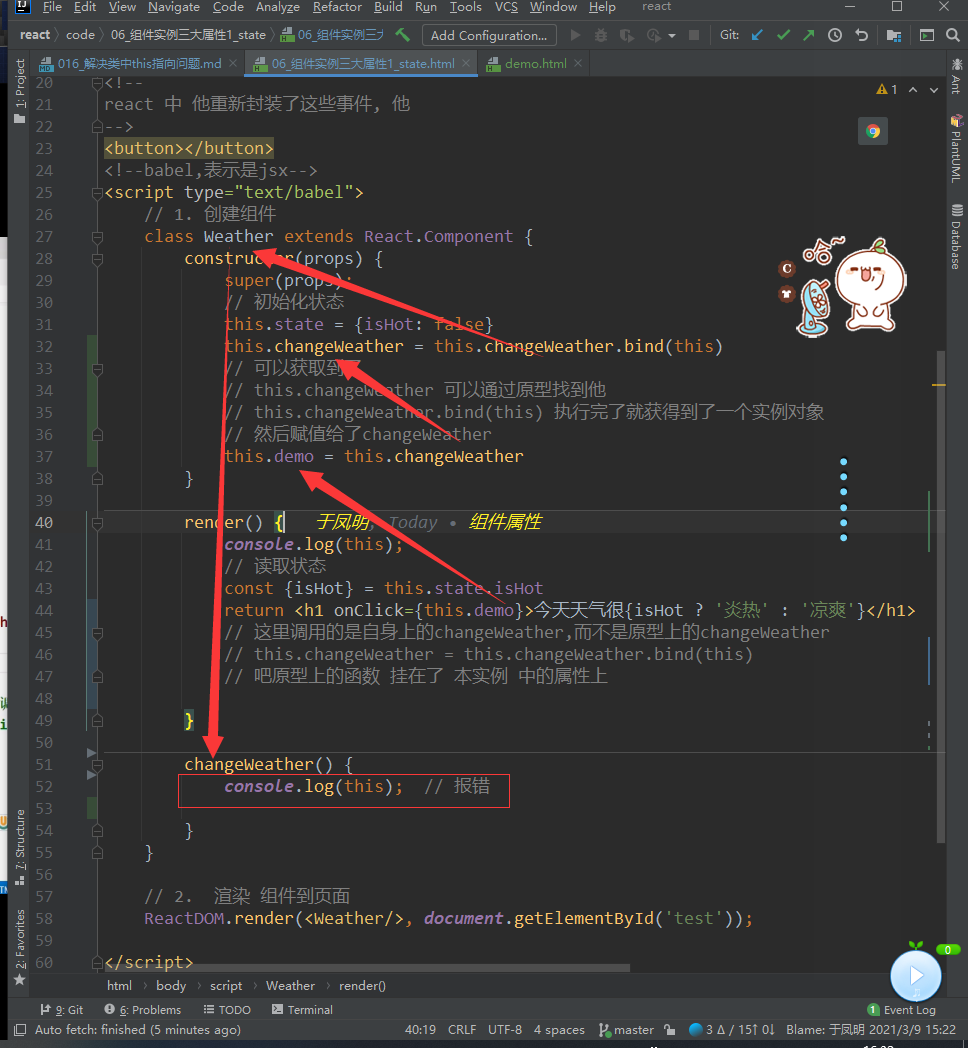 File Edit View Navigate Code Analyze Refactor Build Run Tools VCS Window Help react
react code 06_组件实例三大属性1_state 06_组件实例三大 Add Configuration... Git:
016_解决类中this指向问题.md 06_组件实例三大属性1_state.html demo.html
1: Project
7: Structure
2: Favorites
Ant
PlantUML
Database
1
20 <!--
21 react 中 他重新封装了这些事件, 他
22 -->
23 <button></button>
24 <!--babel,表示是jsx-->
25 <script type="text/babel">
26 // 1. 创建组件
27 class Weather extends React.Component {
28 constructor(props) {
29 super(props);
30 // 初始化状态
31 this.state = {isHot: false}
32 this.changeWeather = this.changeWeather.bind(this)
33 // 可以获取到
34 // this.changeWeather 可以通过原型找到他
35 // this.changeWeather.bind(this) 执行完了就获得到了一个实例对象
36 // 然后赋值给了changeWeather
37 this.demo = this.changeWeather
38 }
39
40 render() { 于凤明, Today • 组件属性
41 console.log(this);
42 // 读取状态
43 const {isHot} = this.state.isHot
44 return <h1 onClick={this.demo}>今天天气很{isHot ? '炎热' : '凉爽'}</h1>
45 // 这里调用的是自身上的changeWeather,而不是原型上的changeWeather
46 // this.changeWeather = this.changeWeather.bind(this)
47 // 吧原型上的函数 挂在了 本实例 中的属性上
48
49 }
50
51 changeWeather() {
52 console.log(this); // 报错
53
54 }
55 }
56
57 // 2. 渲染 组件到页面
58 ReactDOM.render(<Weather/>, document.getElementById('test'));
59
60 </script>
哈
C
0
html body script Weather render()
9: Git 6: Problems TODO Terminal 1 Event Log
Auto fetch: finished (5 minutes ago) 40:19 CRLF UTF-8 4 spaces master 3 Δ / 15↑ 0↓ Blame: 于凤明 2021/3/9 15:22